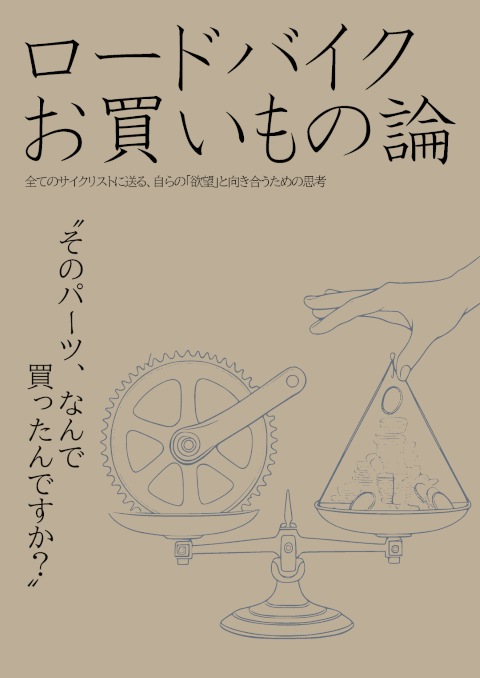 ロードバイク
お買いもの論
全てのサイクリストに送る、自らの「欲望」と向き合うための思考
〝そのパーツ、なんで
買ったんですか?〟